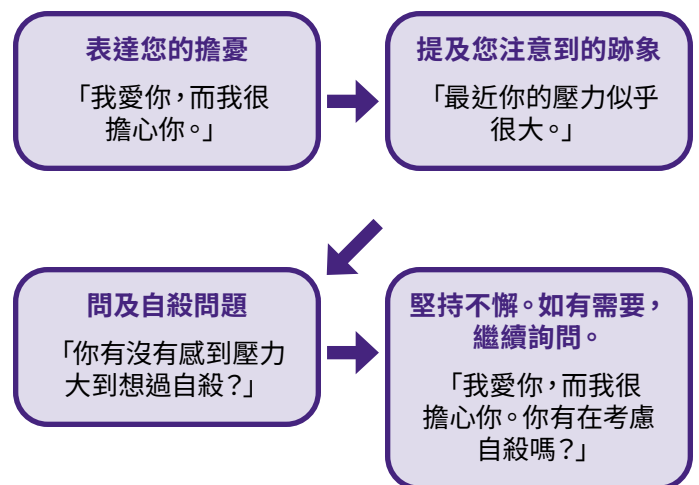 表達您的擔憂
「我愛你，而我很
擔心你。」
提及您注意到的跡象
「最近你的壓力似乎
很大。」
問及自殺問題
「你有沒有感到壓力
大到想過自殺？」
堅持不懈。如有需要，
繼續詢問。
「我愛你，而我很
擔心你。你有在考慮
自殺嗎？」